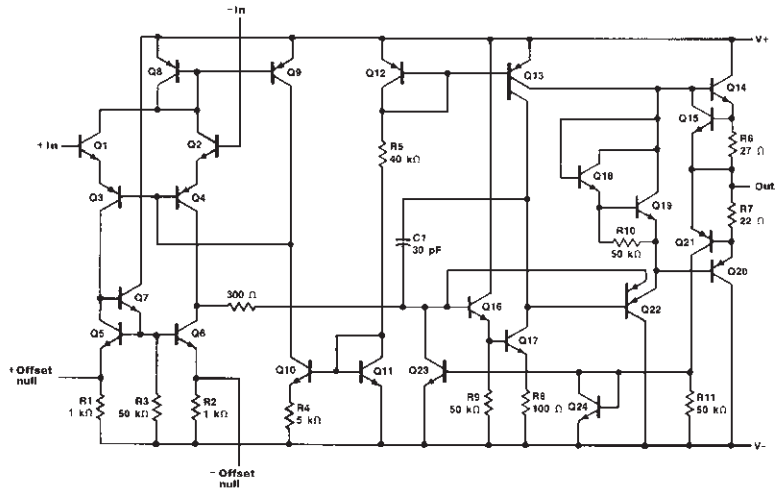 −In
V+
Q8
Q9
Q12
Q13
Q14
Q15
R6
27 Ω
+In
Q1
Q2
R5
40 kΩ
Q18
Out
Q3
Q4
Q19
R7
22 Ω
C1
30 pF
R10
50 kΩ
Q21
Q20
Q7
300 Ω
Q16
Q22
Q5
Q6
Q17
+Offset
null
Q10
Q11
Q23
R1
1 kΩ
R3
50 kΩ
R2
1 kΩ
R4
5 kΩ
R9
50 kΩ
R8
100 Ω
Q24
R11
50 kΩ
V−
−Offset
null